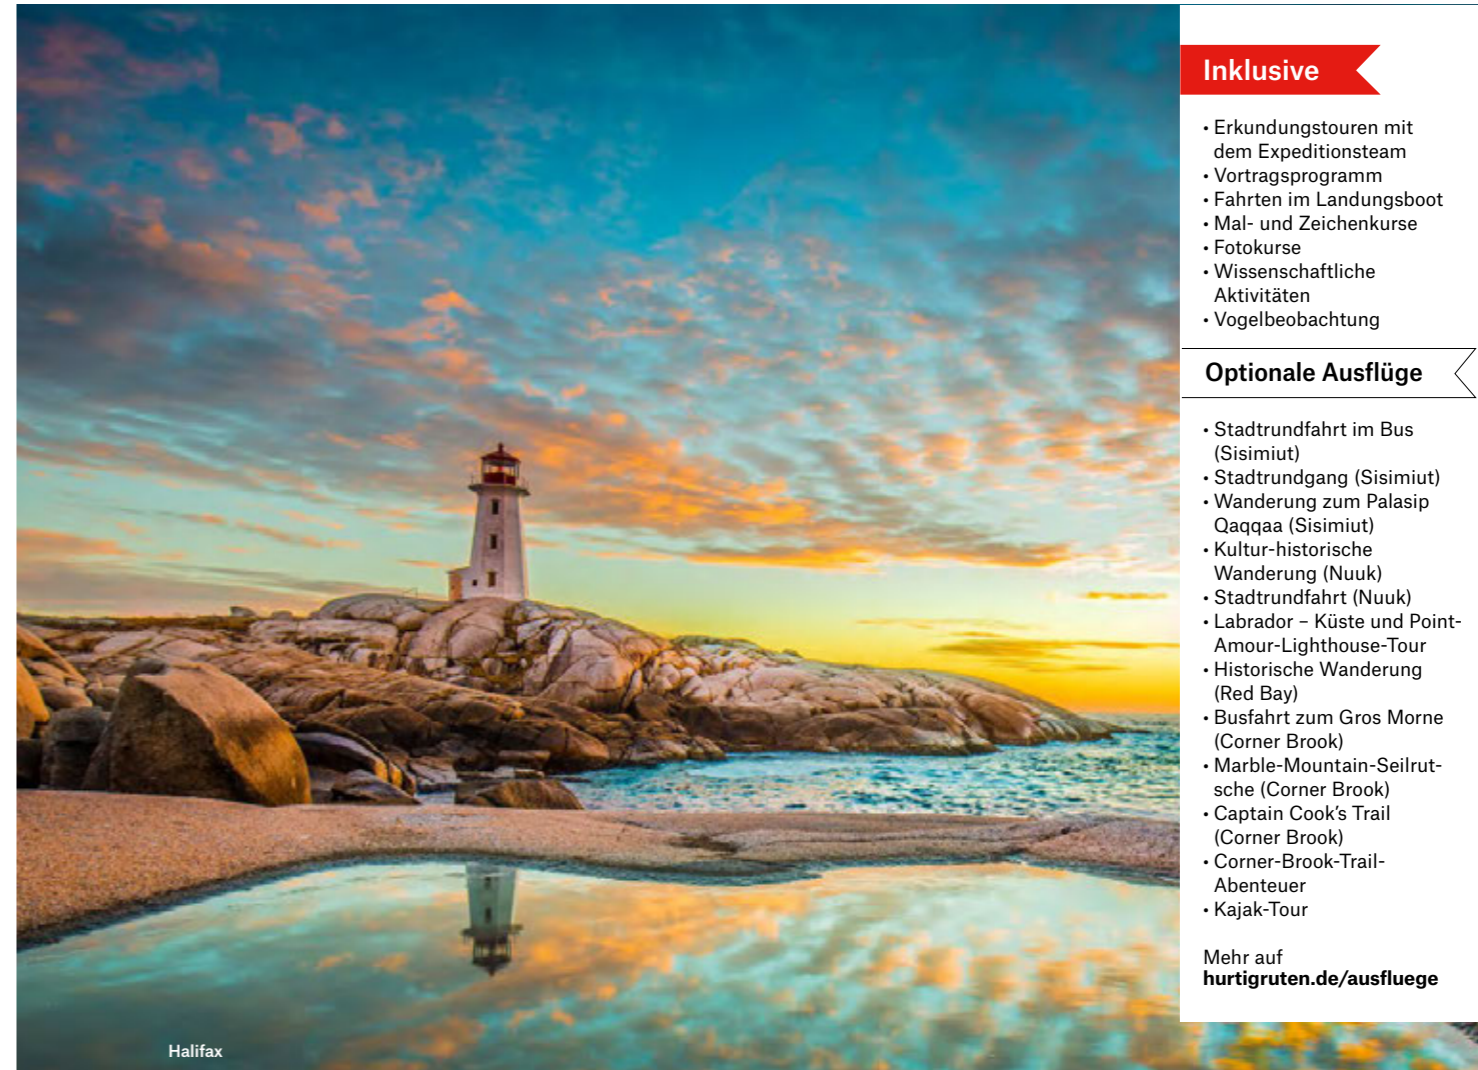 Inklusive
• Erkundungstouren mit
dem Expeditionsteam
• Vortragsprogramm
• Fahrten im Landungsboot
• Mal- und Zeichenkurse
• Fotokurse
• Wissenschaftliche
Aktivitäten
• Vogelbeobachtung
Optionale Ausflüge
• Stadtrundfahrt im Bus
(Sisimiut)
• Stadtrundgang (Sisimiut)
• Wanderung zum Palasip
Qaqqaa (Sisimiut)
• Kultur-historische
Wanderung (Nuuk)
• Stadtrundfahrt (Nuuk)
• Labrador – Küste und Point-
Amour-Lighthouse-Tour
• Historische Wanderung
(Red Bay)
• Busfahrt zum Gros Morne
(Corner Brook)
• Marble-Mountain-Seilrut-
sche (Corner Brook)
• Captain Cook’s Trail
(Corner Brook)
• Corner-Brook-Trail-
Abenteuer
• Kajak-Tour
Mehr auf
hurtigruten.de/ausfluege
Halifax